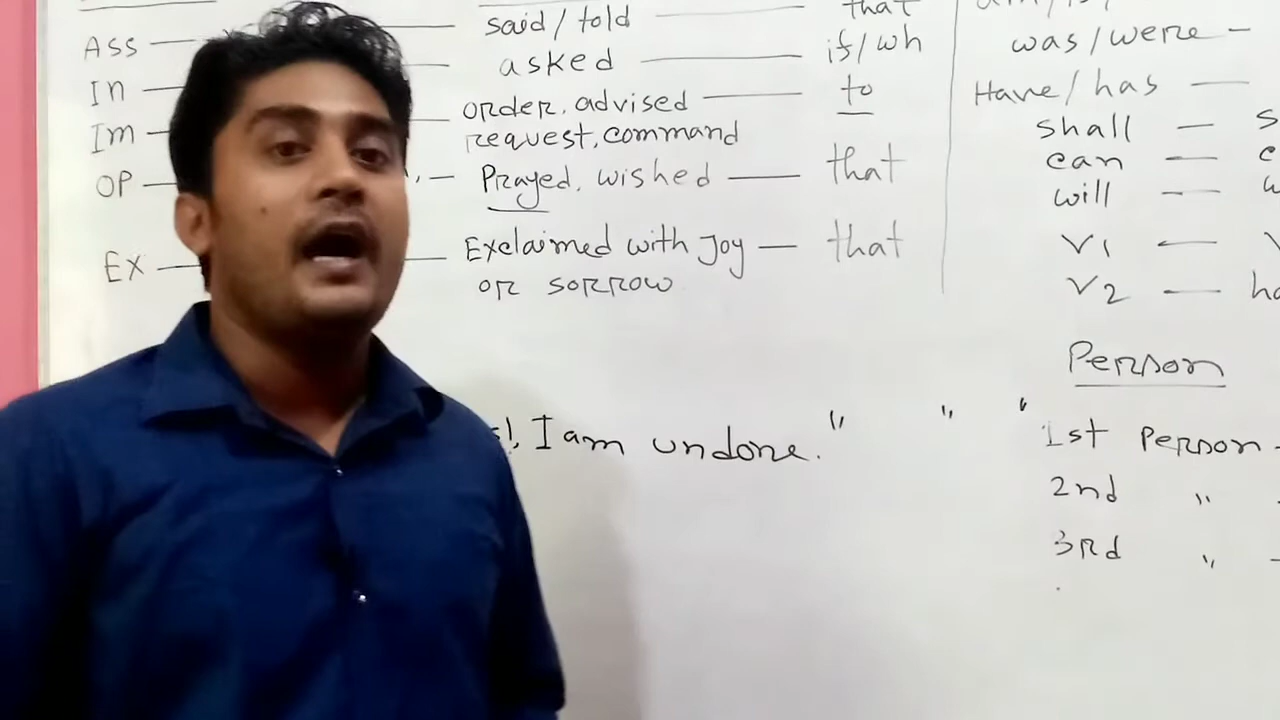 said / told
that
Ass
asked
if/wh
was/were -
In
order, advised
to
Have/has
Im
request, command
shall
OP
Prayed, wished
that
can
will
EX
Exclaimed with Joy
that
or sorrow
V1
V2
Person
!, I am undone." " "
1st Person -
2nd "
3rd "